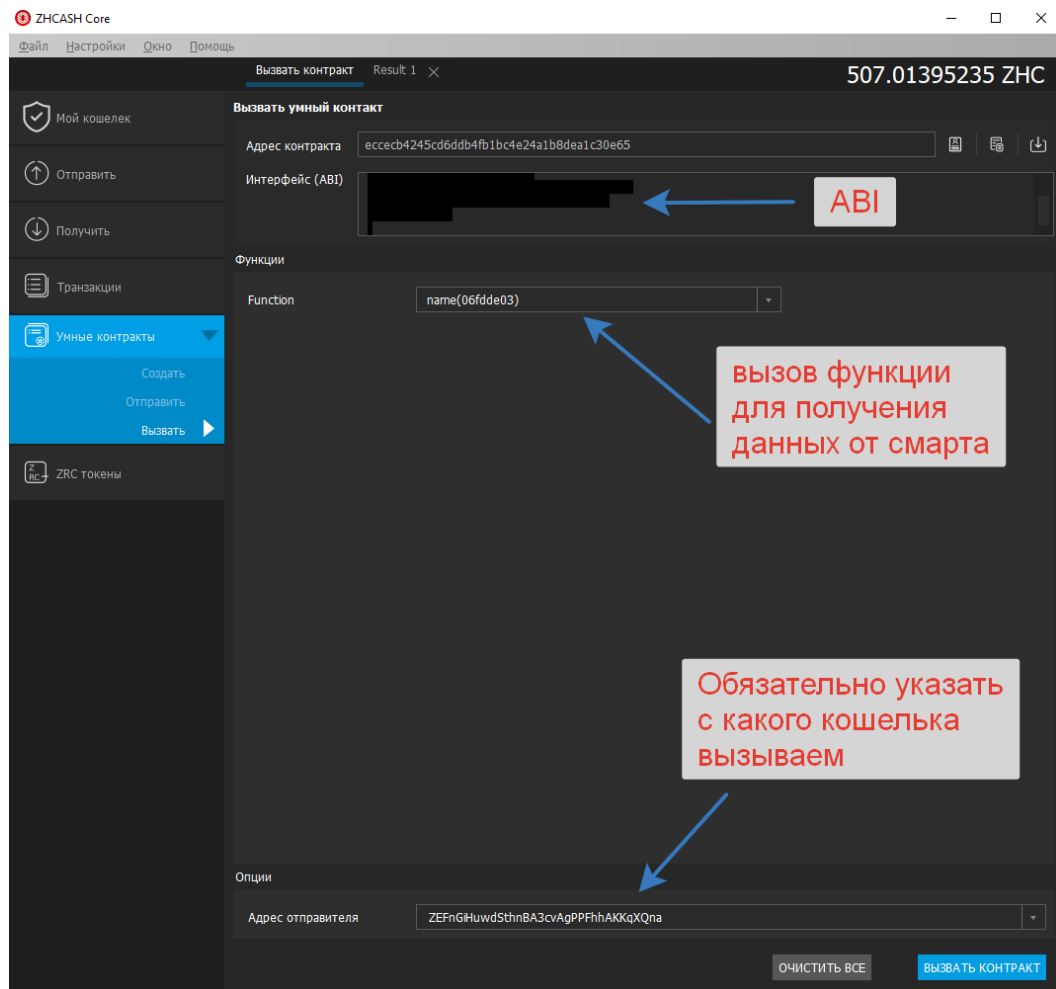 ZHCASH Core
Файл Настройки Окно Помощь
Вызвать контракт Result 1
507.01395235 ZHC
Мой кошелек
Отправить
Получить
Транзакции
Умные контракты
Создать
Отправить
Вызвать
ZRC токены
Вызвать умный контакт
Адрес контракта eccecb4245cd6ddb4fb1bc4e24a1b8dea1c30e65
Интерфейс (ABI)
ABI
Функции
Function name(06fdde03)
вызов функции
для получения
данных от смарта
Обязательно указать
с какого кошелька
вызываем
Опции
Адрес отправителя ZEFnGiHuwdSthnBA3cvAgPPFhhAKKqXQna
ОЧИСТИТЬ ВСЕ ВЫЗВАТЬ КОНТРАКТ